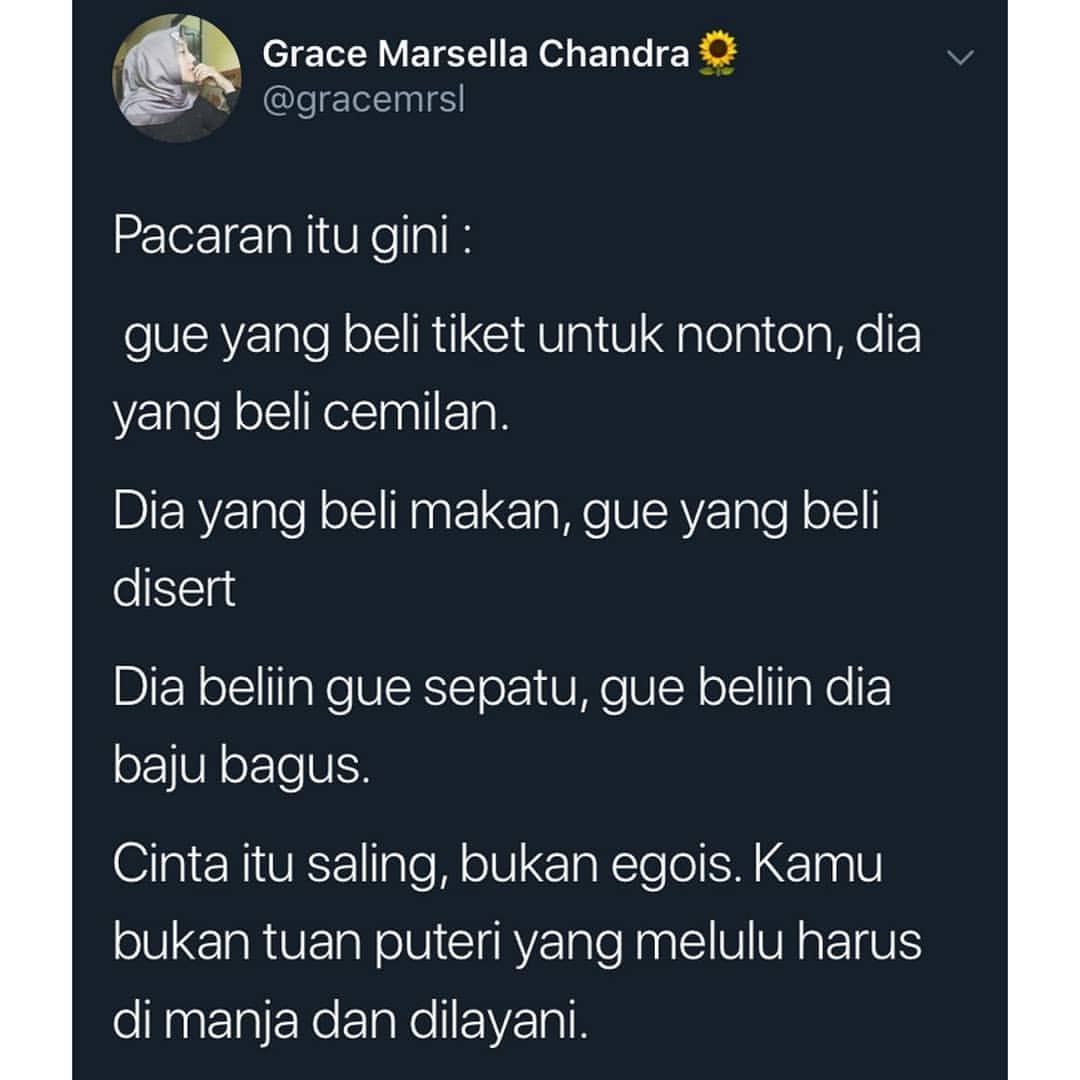 Grace Marsella Chandra🌻
@gracemrsl
Pacaran itu gini :
gue yang beli tiket untuk nonton, dia
yang beli cemilan.
Dia yang beli makan, gue yang beli
disert
Dia beliin gue sepatu, gue beliin dia
baju bagus.
Cinta itu saling, bukan egois. Kamu
bukan tuan puteri yang melulu harus
di manja dan dilayani.